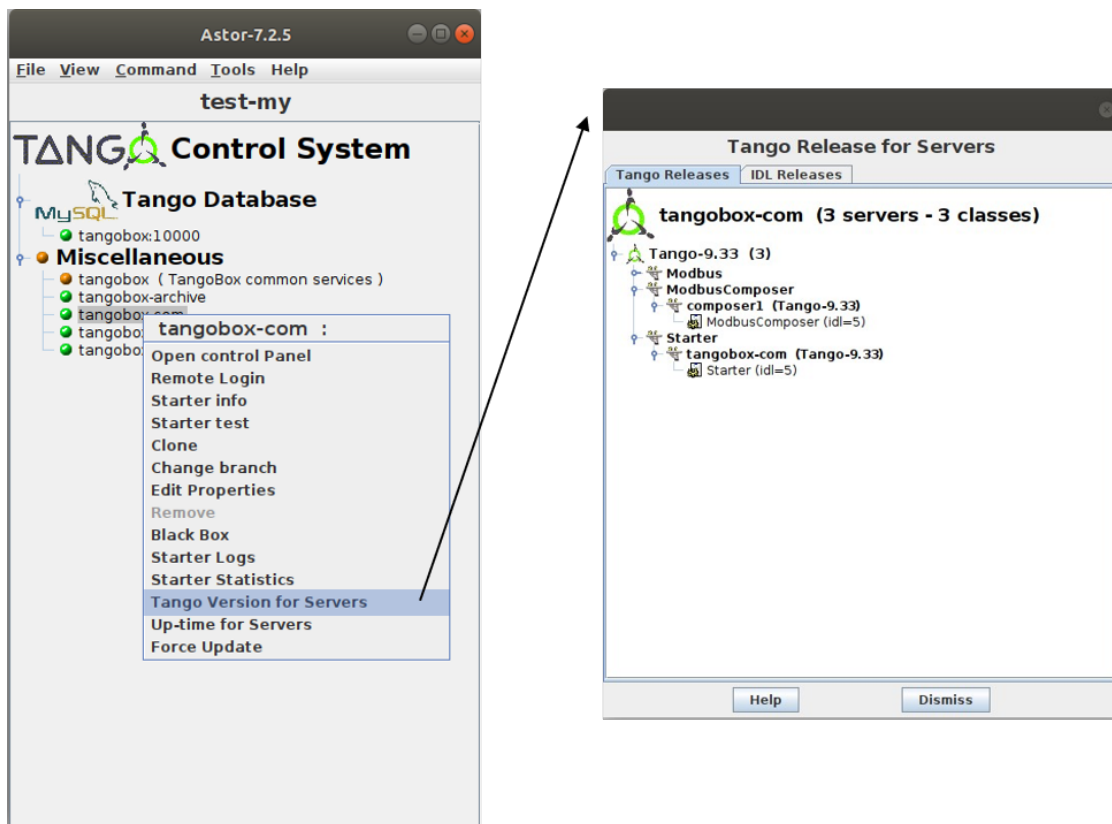 Astor-7.2.5
File View Command Tools Help
test-my
TANGO Control System
MySQL Tango Database
tangobox:10000
Miscellaneous
tangobox ( TangoBox common services )
tangobox-archive
tangobox-com
tangobox
tangobox
tangobox-com :
Open control Panel
Remote Login
Starter info
Starter test
Clone
Change branch
Edit Properties
Remove
Black Box
Starter Logs
Starter Statistics
Tango Version for Servers
Up-time for Servers
Force Update
Tango Release for Servers
Tango Releases IDL Releases
tangobox-com (3 servers - 3 classes)
Tango-9.33 (3)
Modbus
ModbusComposer
composer1 (Tango-9.33)
ModbusComposer (idl=5)
Starter
tangobox-com (Tango-9.33)
Starter (idl=5)
Help Dismiss